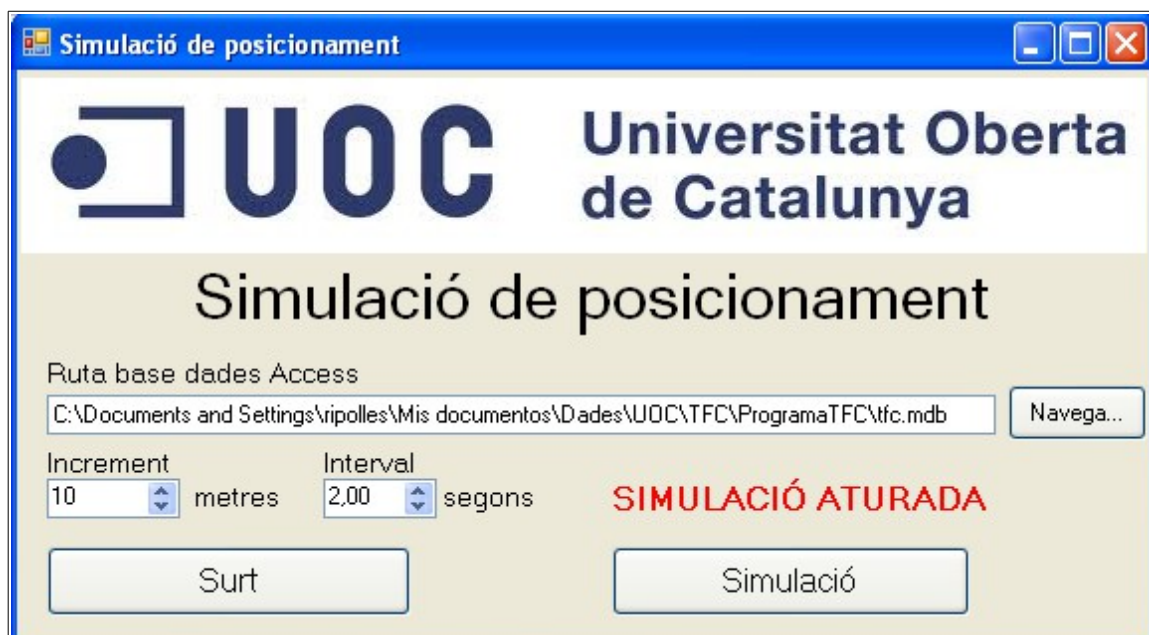 Simulació de posicionament
UOC
Universitat Oberta
de Catalunya
Simulació de posicionament
Ruta base dades Access
C:\Documents and Settings\ripolles\Mis documentos\Dades\UOC\TFC\ProgramaTFC\tfc.mdb
Navega...
Increment
Interval
10
metres
2,00
segons
SIMULACIÓ ATURADA
Surt
Simulació